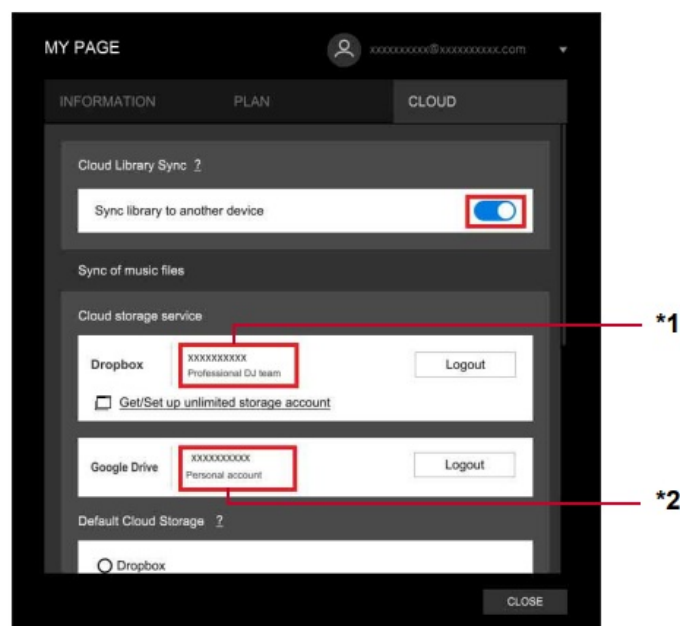 MY PAGE
xxxxxxxxxx@xxxxxxxxxx.com
INFORMATION PLAN CLOUD
Cloud Library Sync ?
Sync library to another device
Sync of music files
Cloud storage service
*1
Dropbox
xxxxxxxxxx
Professional DJ team
Logout
Get/Set up unlimited storage account
Google Drive
xxxxxxxxxx
Personal account
Logout
*2
Default Cloud Storage ?
Dropbox
CLOSE